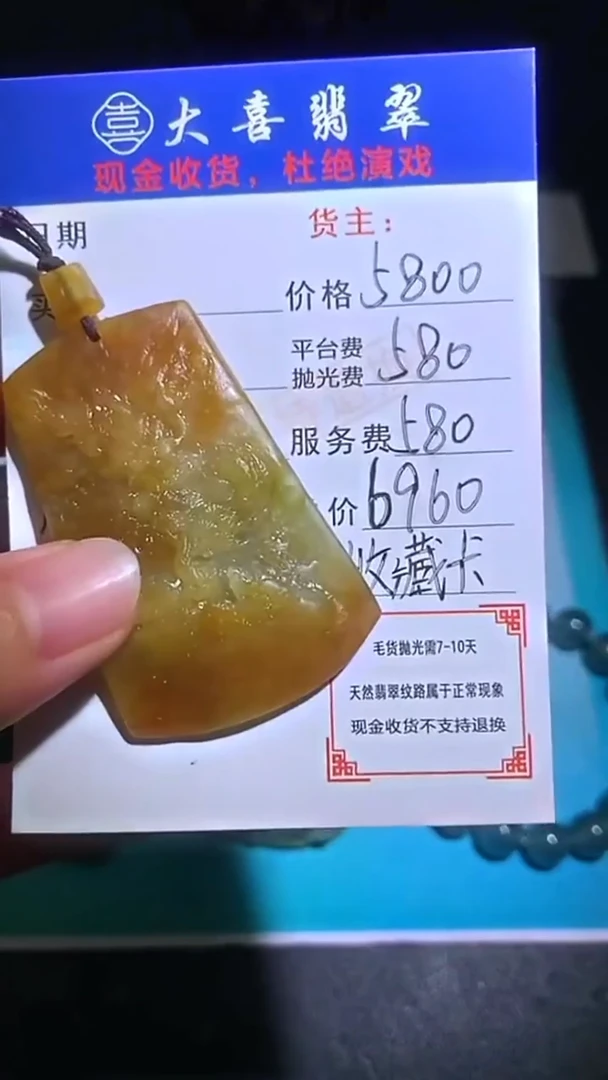 喜 大喜翡翠
现金收货，杜绝演戏
日期
货主：
价格 5800
平台费
抛光费 580
服务费 580
价 6960
收藏卡
毛货抛光需7-10天
天然翡翠纹路属于正常现象
现金收货不支持退换